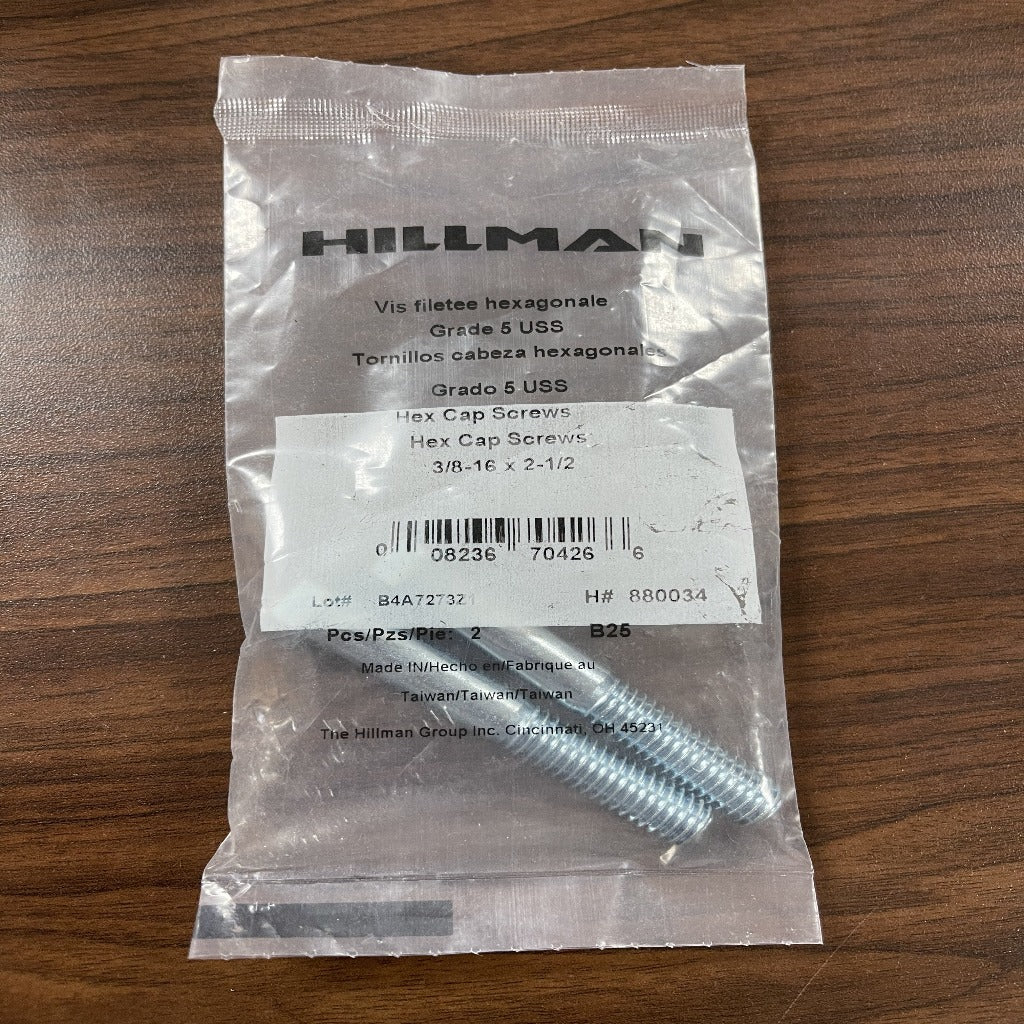 HILLMAN
Vis filetee hexagonale
Grade 5 USS
Tornillos cabeza hexagonales
Grado 5 USS
Hex Cap Screws
Hex Cap Screws
3/8-16 x 2-1/2
0 08236 70426 6
Lot# B4A7273Z1 H# 880034
Pcs/Pzs/Pie: 2 B25
Made IN/Hecho en/Fabrique au
Taiwan/Taiwan/Taiwan
The Hillman Group Inc. Cincinnati, OH 45231